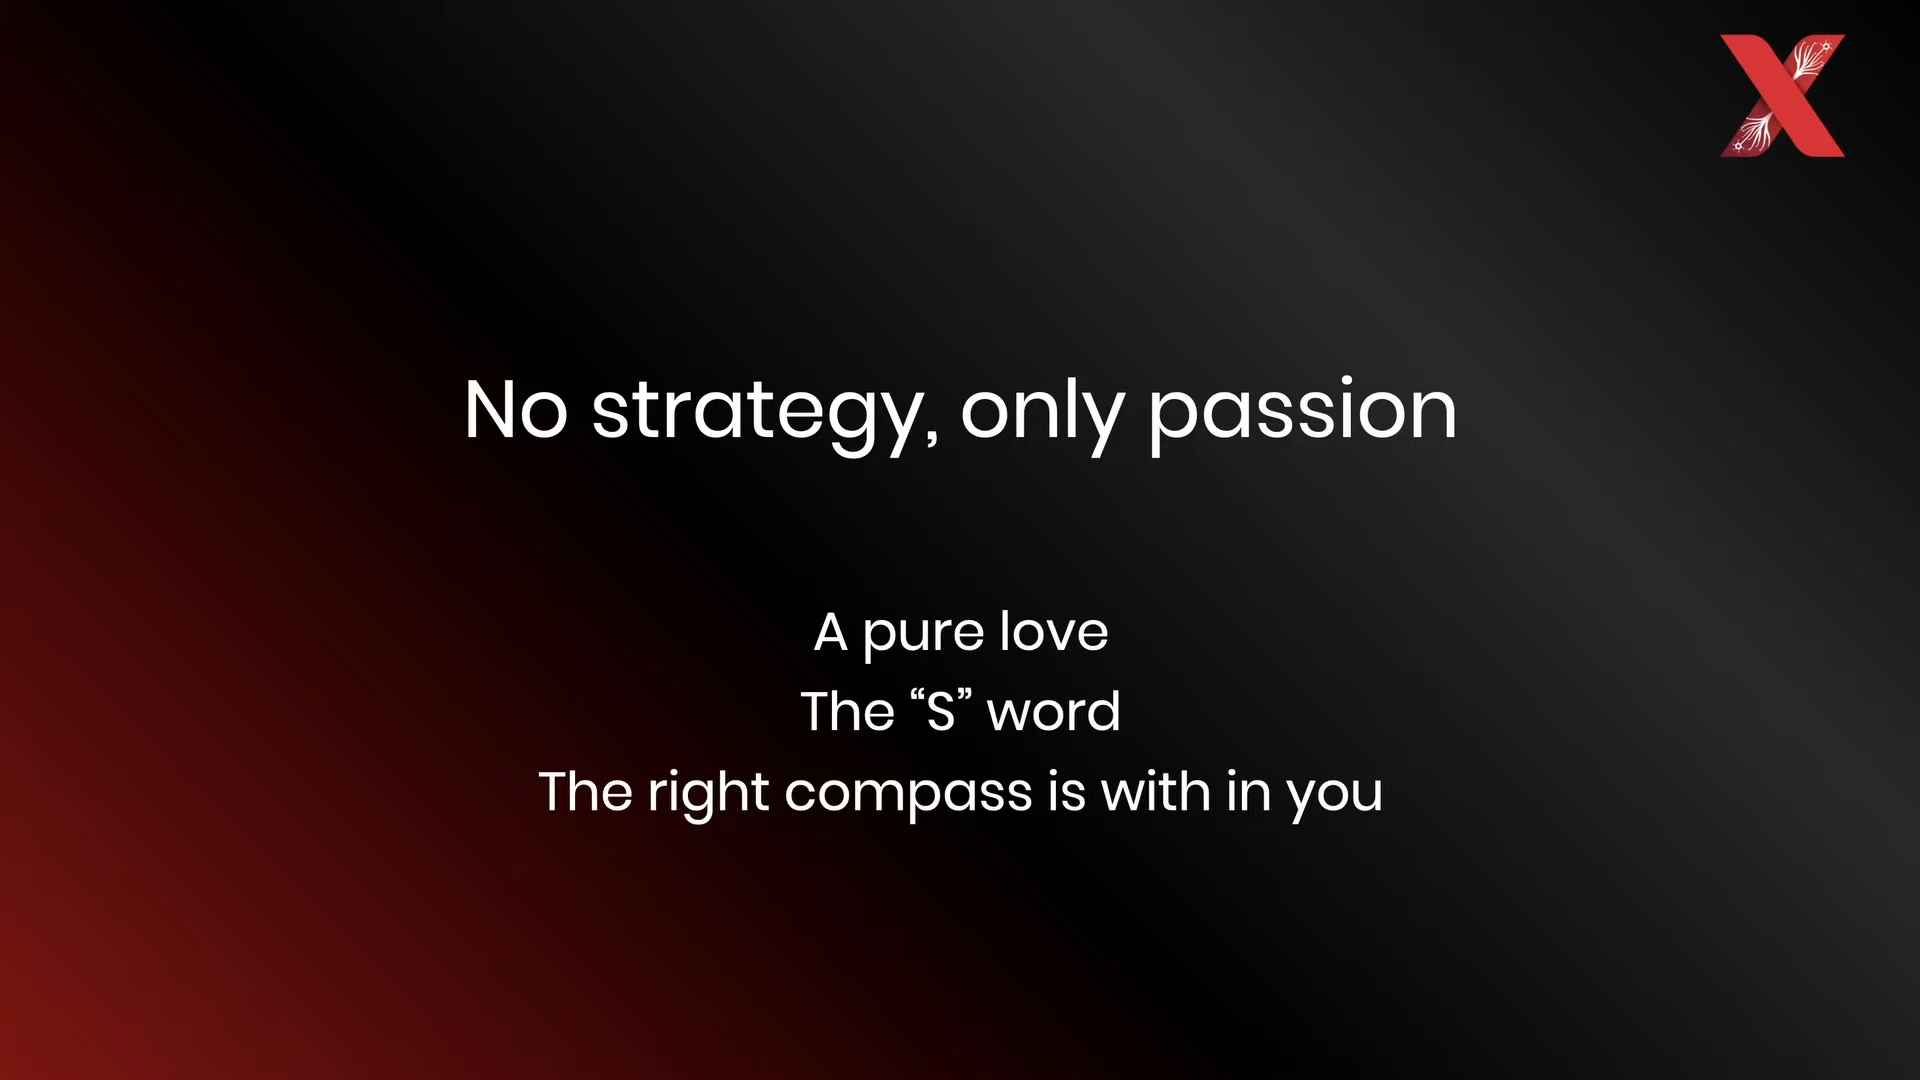 No strategy, only passion
A pure love
The “S” word
The right compass is with in you